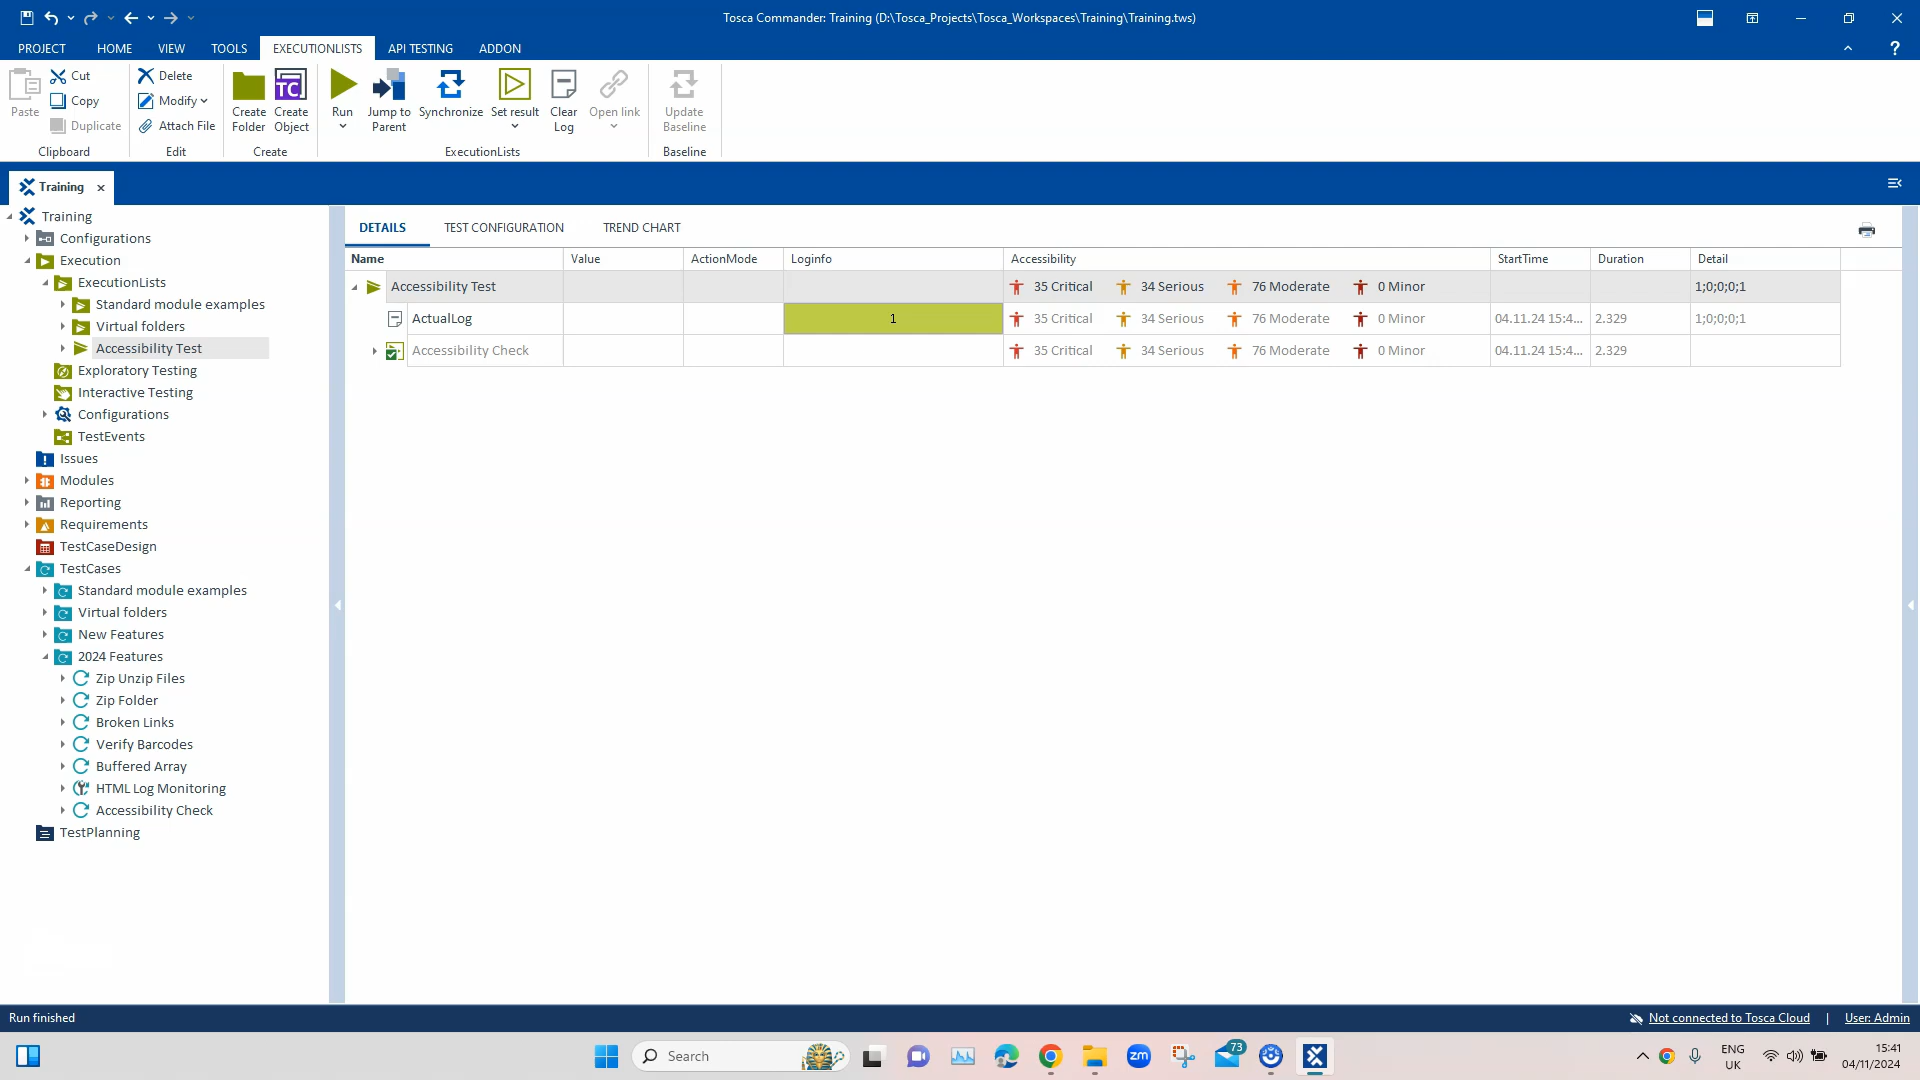 Tosca Commander: Training (D:\Tosca_Projects\Tosca_Workspaces\Training\Training.tws)
PROJECT HOME VIEW TOOLS EXECUTIONLISTS API TESTING ADDON
Paste Cut Copy Duplicate
Clipboard
Delete Modify Attach File
Edit
Create Folder Create Object
Create
Run Jump to Parent Synchronize Set result Clear Log Open link
ExecutionLists
Update Baseline
Baseline
Training
Training
Configurations
Execution
ExecutionLists
Standard module examples
Virtual folders
Accessibility Test
Exploratory Testing
Interactive Testing
Configurations
TestEvents
Issues
Modules
Reporting
Requirements
TestCaseDesign
TestCases
Standard module examples
Virtual folders
New Features
2024 Features
Zip Unzip Files
Zip Folder
Broken Links
Verify Barcodes
Buffered Array
HTML Log Monitoring
Accessibility Check
TestPlanning
DETAILS TEST CONFIGURATION TREND CHART
Name Value ActionMode Loginfo Accessibility StartTime Duration Detail
Accessibility Test 35 Critical 34 Serious 76 Moderate 0 Minor 1;0;0;0;1
ActualLog 1 35 Critical 34 Serious 76 Moderate 0 Minor 04.11.24 15:4... 2.329 1;0;0;0;1
Accessibility Check 35 Critical 34 Serious 76 Moderate 0 Minor 04.11.24 15:4... 2.329
Run finished
Not connected to Tosca Cloud | User: Admin
Search
zm
73
ENG
UK
15:41
04/11/2024